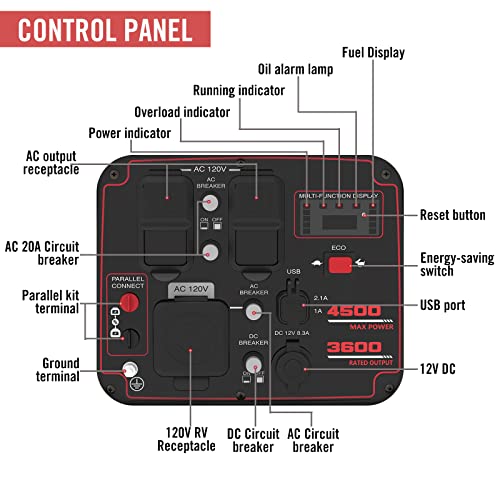 CONTROL PANEL
Fuel Display
Oil alarm lamp
Running indicator
Overload indicator
Power indicator
AC output
receptacle
AC 20A Circuit
breaker
Parallel kit
terminal
Ground
terminal
120V RV
Receptacle
DC Circuit
breaker
AC Circuit
breaker
Reset button
Energy-saving
switch
USB port
12V DC
AC 120V
AC
BREAKER
ON OFF
MULTI-FUNCTION DISPLAY
ECO
PARALLEL
CONNECT
AC 120V
AC
BREAKER
USB
2.1A
1A
4500
MAX POWER
DC
BREAKER
ON OFF
DC 12V 8.3A
3600
RATED OUTPUT